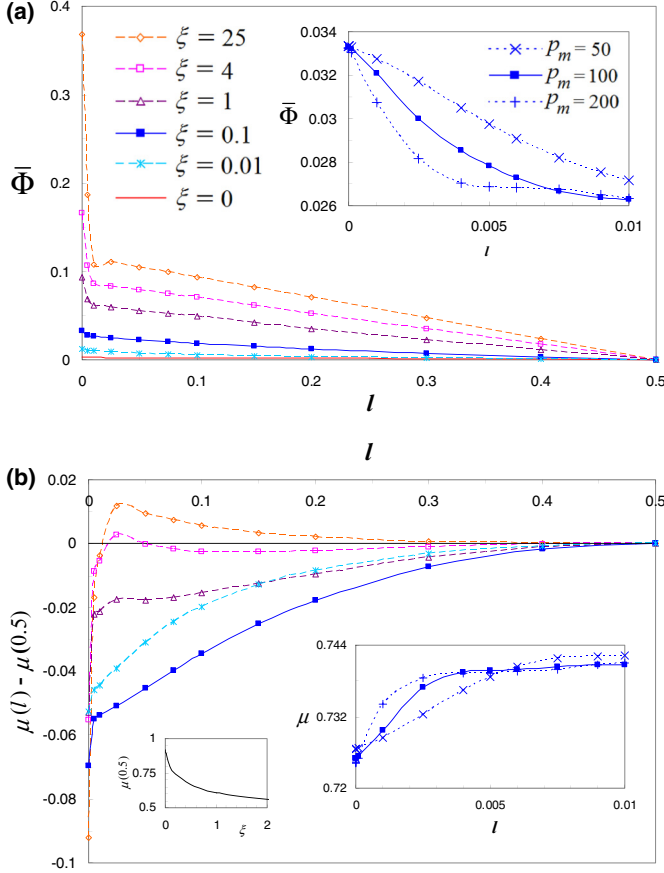 (a)
0.4
0.3
0.2
0.1
0
Φ̄
ξ = 25
ξ = 4
ξ = 1
ξ = 0.1
ξ = 0.01
ξ = 0
0.034
0.032
0.03
0.028
0.026
Φ̄
pₘ = 50
pₘ = 100
pₘ = 200
0 0.005 0.01
l
0 0.1 0.2 0.3 0.4 0.5
l
(b)
l
0 0.1 0.2 0.3 0.4 0.5
0.02
0
-0.02
-0.04
-0.06
-0.08
-0.1
μ(l) - μ(0.5)
1
0.75
0.5
μ(0.5)
0 1 2
ξ
0.744
0.732
0.72
μ
0 0.005 0.01
l